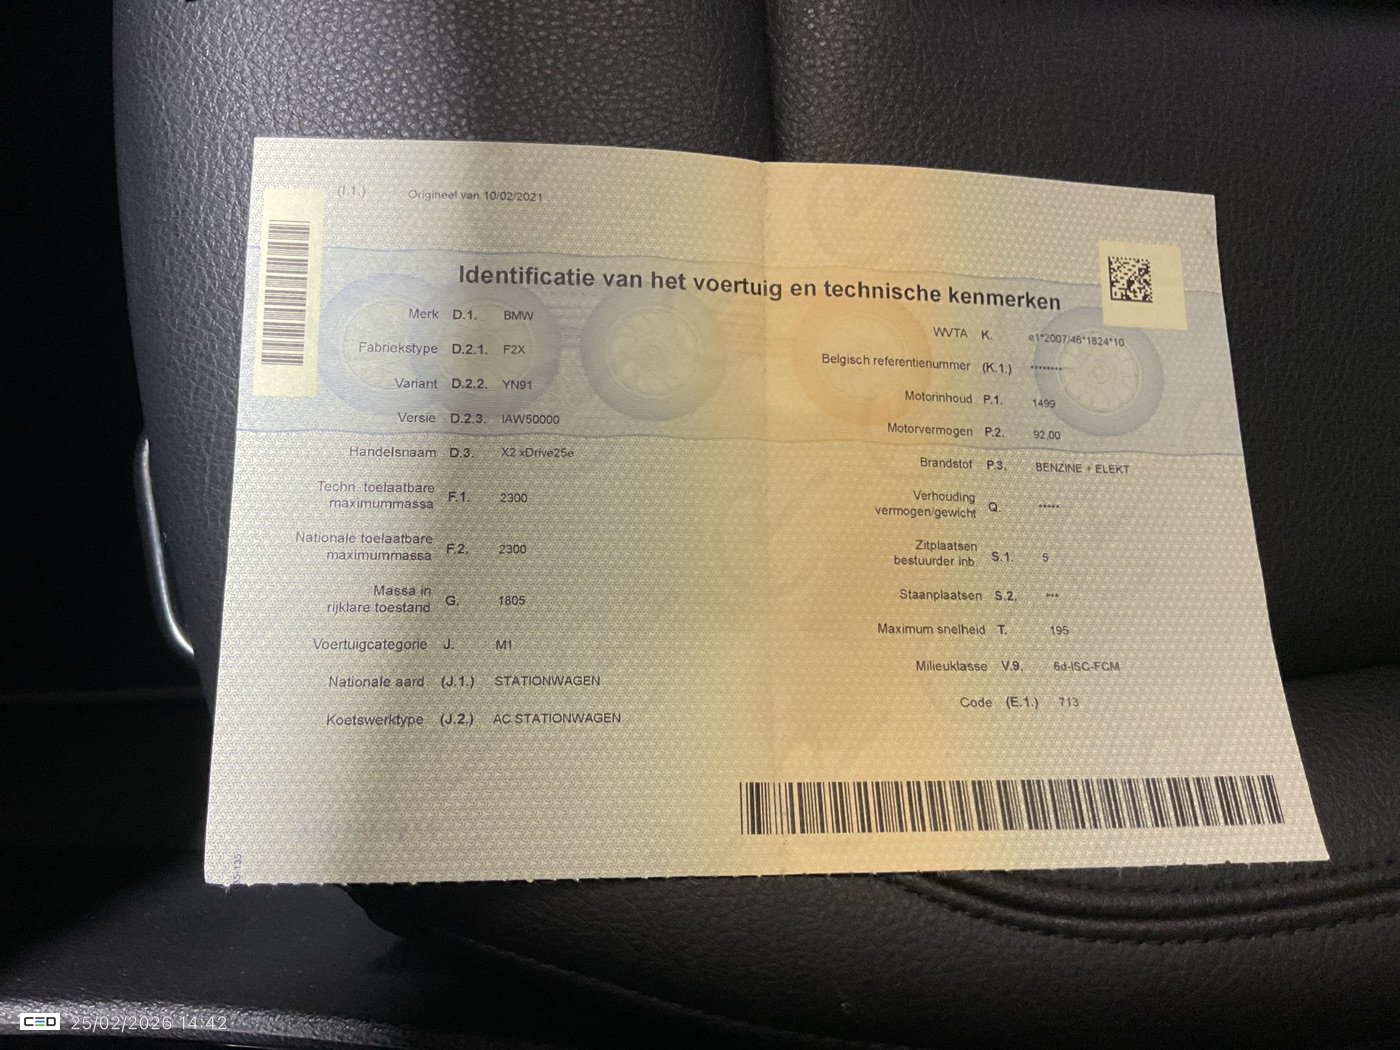 (I.1.) Origineel van 10/02/2021
Identificatie van het voertuig en technische kenmerken
Merk D.1. BMW
Fabriekstype D.2.1. F2X
Variant D.2.2. YN91
Versie D.2.3. IAW50000
Handelsnaam D.3. X2 xDrive25e
Techn. toelaatbare
maximummassa F.1. 2300
Nationale toelaatbare
maximummassa F.2. 2300
Massa in
rijklare toestand G. 1805
Voertuigcategorie J. M1
Nationale aard (J.1.) STATIONWAGEN
Koetswerktype (J.2.) AC STATIONWAGEN
WVTA K. e1*2007/46*1824*10
Belgisch referentienummer (K.1.) ********
Motorinhoud P.1. 1499
Motorvermogen P.2. 92,00
Brandstof P.3. BENZINE + ELEKT
Verhouding
vermogen/gewicht Q. *****
Zitplaatsen
bestuurder inb. S.1. 5
Staanplaatsen S.2. ***
Maximum snelheid T. 195
Milieuklasse V.9. 6d-ISC-FCM
Code (E.1.) 713
CED 25/02/2026 14:42